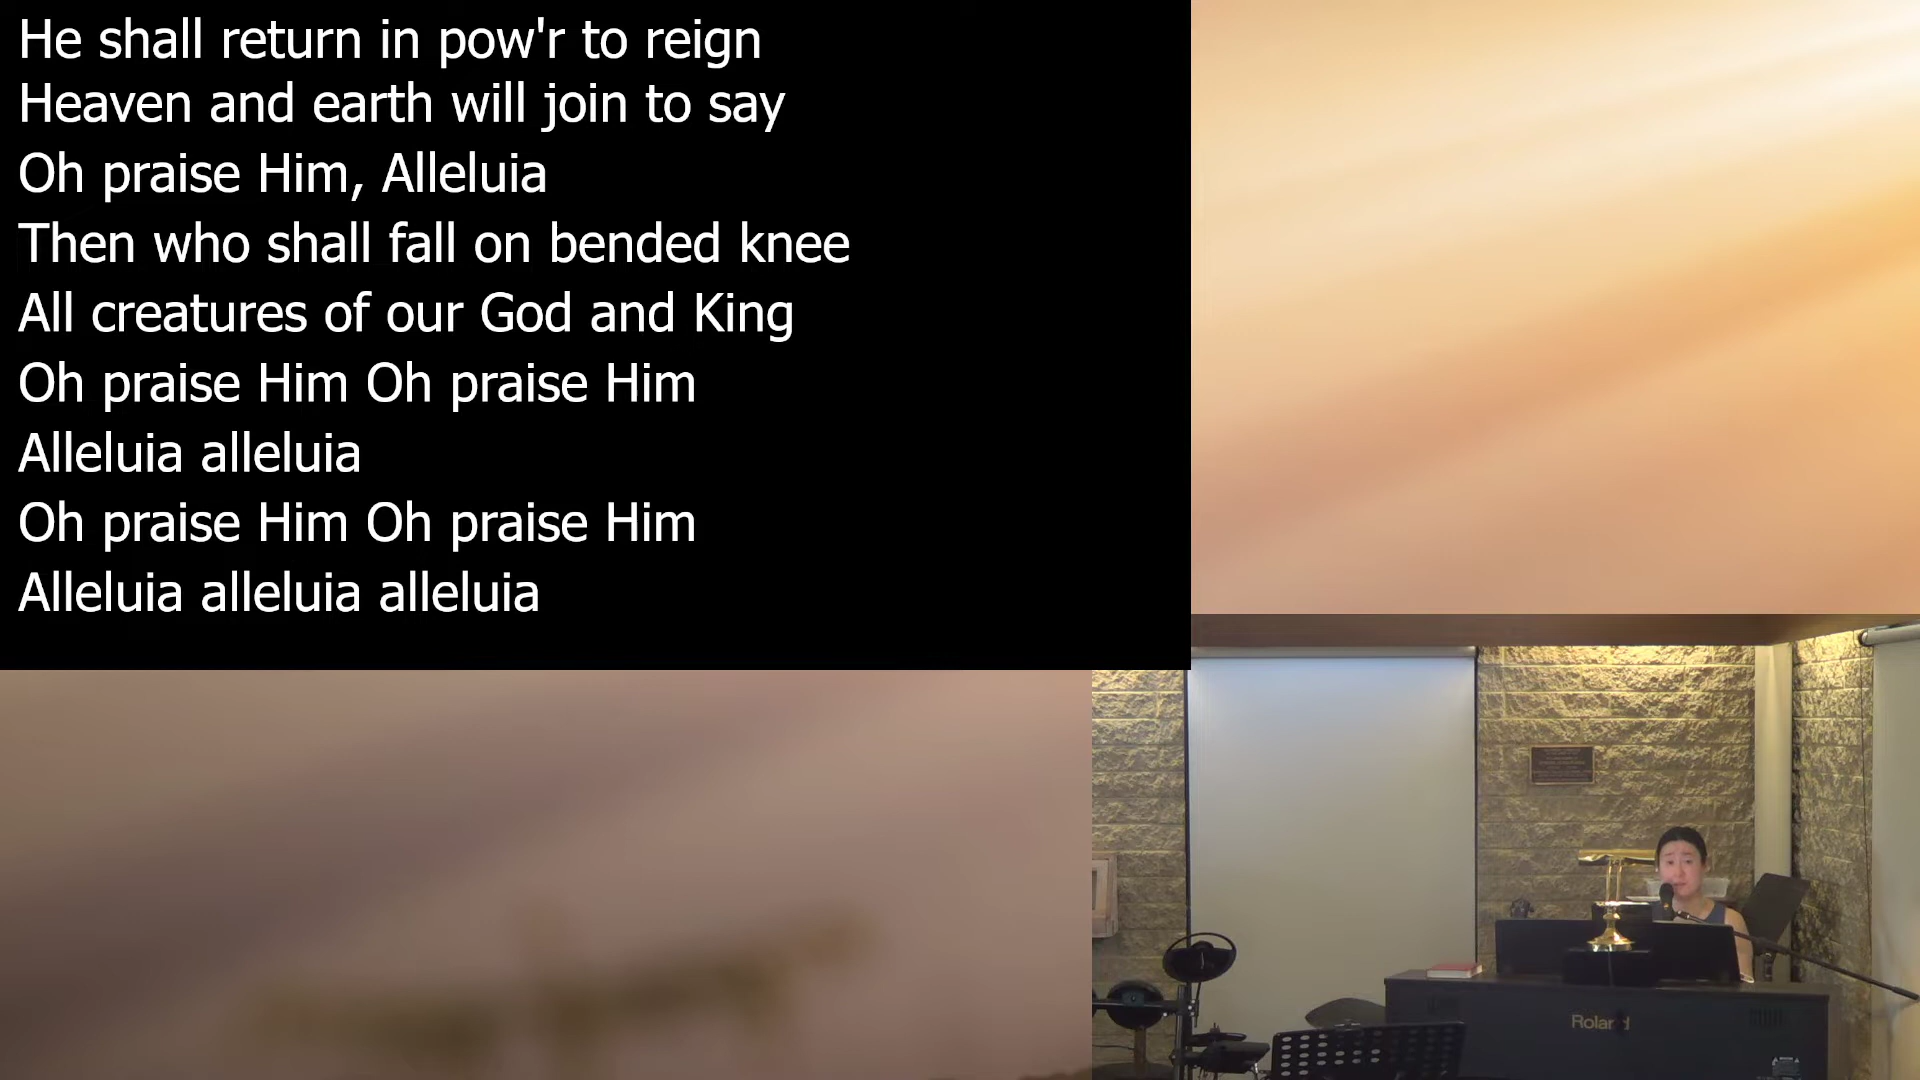 He shall return in pow'r to reign
Heaven and earth will join to say
Oh praise Him, Alleluia
Then who shall fall on bended knee
All creatures of our God and King
Oh praise Him Oh praise Him
Alleluia alleluia
Oh praise Him Oh praise Him
Alleluia alleluia alleluia
Roland